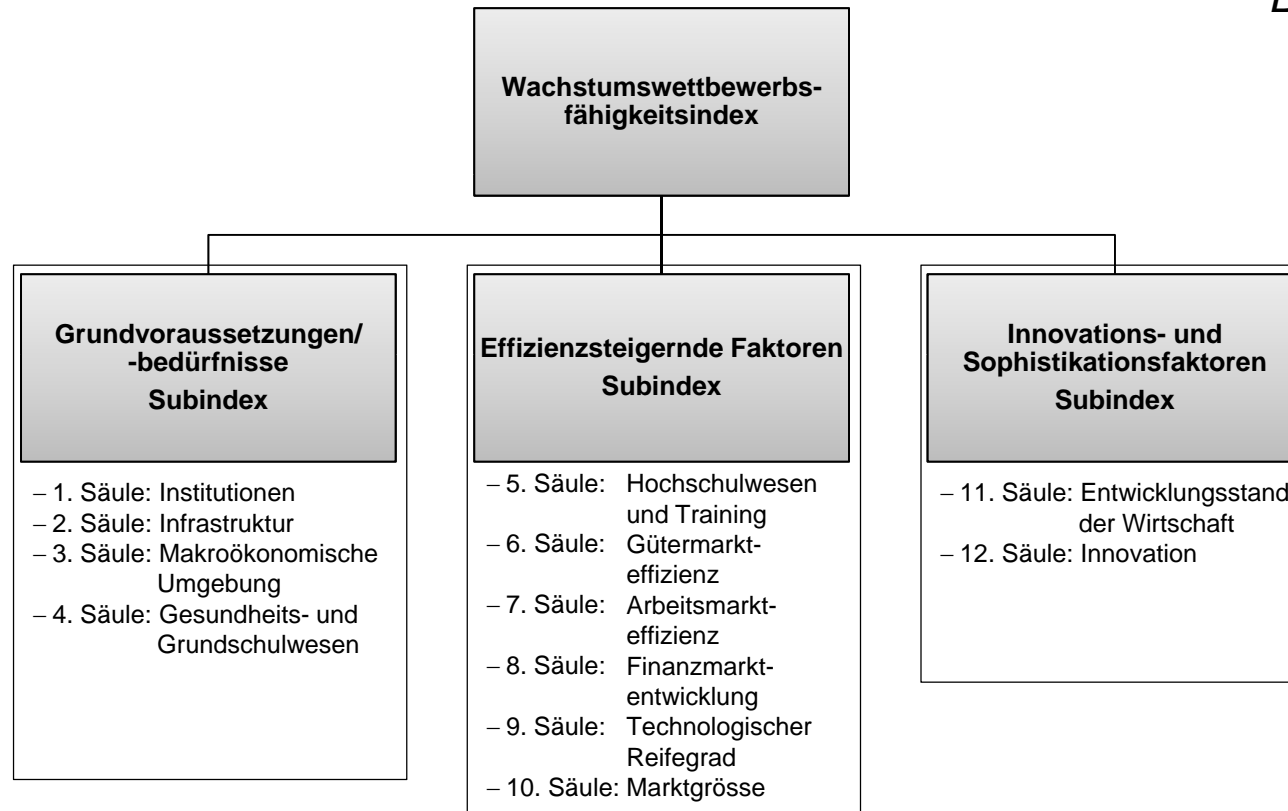 Wachstumswettbewerbs-
fähigkeitsindex
Grundvoraussetzungen/
-bedürfnisse
Subindex
– 1. Säule: Institutionen
– 2. Säule: Infrastruktur
– 3. Säule: Makroökonomische
Umgebung
– 4. Säule: Gesundheits- und
Grundschulwesen
Effizienzsteigernde Faktoren
Subindex
– 5. Säule: Hochschulwesen
und Training
– 6. Säule: Gütermarkt-
effizienz
– 7. Säule: Arbeitsmarkt-
effizienz
– 8. Säule: Finanzmarkt-
entwicklung
– 9. Säule: Technologischer
Reifegrad
– 10. Säule: Marktgrösse
Innovations- und
Sophistikationsfaktoren
Subindex
– 11. Säule: Entwicklungsstand
der Wirtschaft
– 12. Säule: Innovation